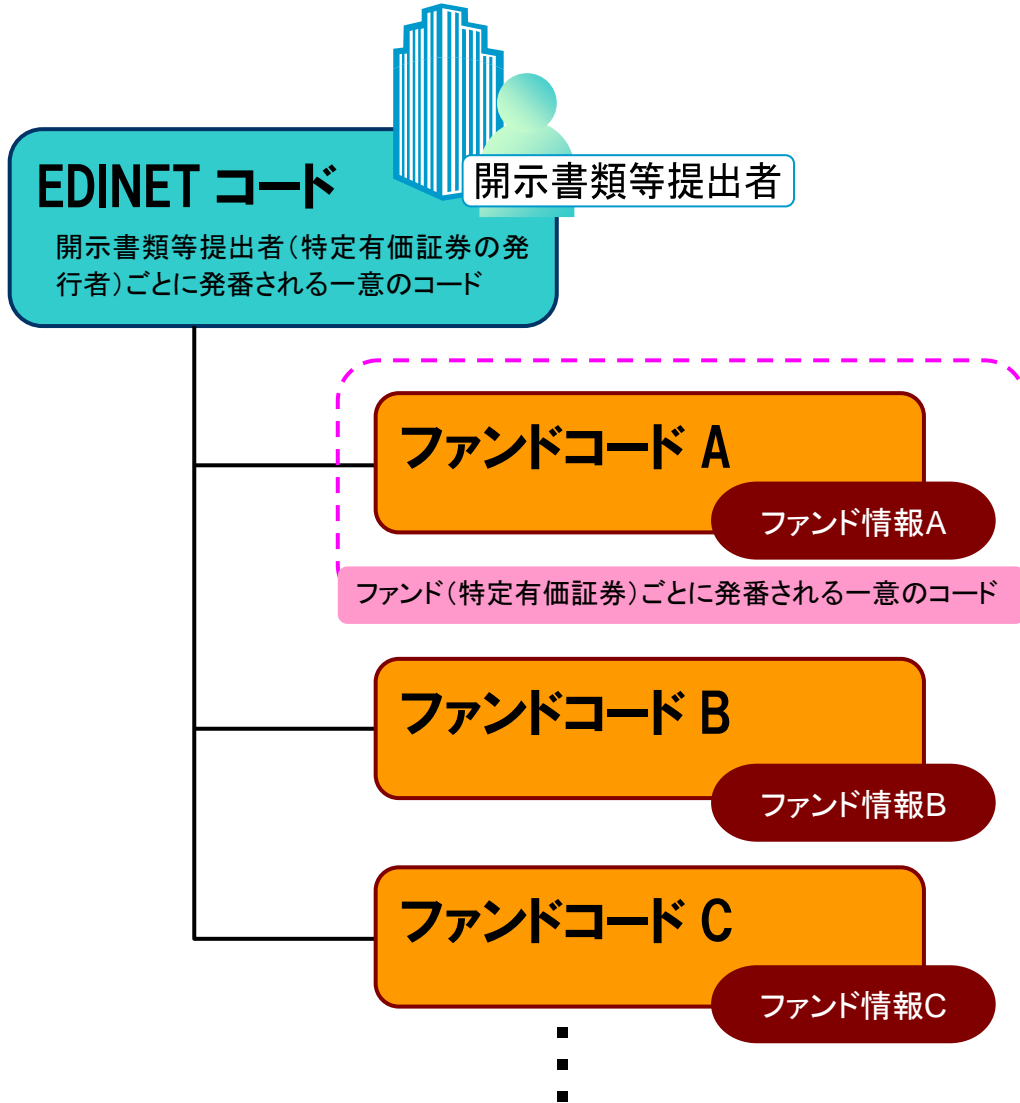 EDINET コード
開示書類等提出者
開示書類等提出者（特定有価証券の発
行者）ごとに発番される一意のコード
ファンドコード A
ファンド情報A
ファンド（特定有価証券）ごとに発番される一意のコード
ファンドコード B
ファンド情報B
ファンドコード C
ファンド情報C